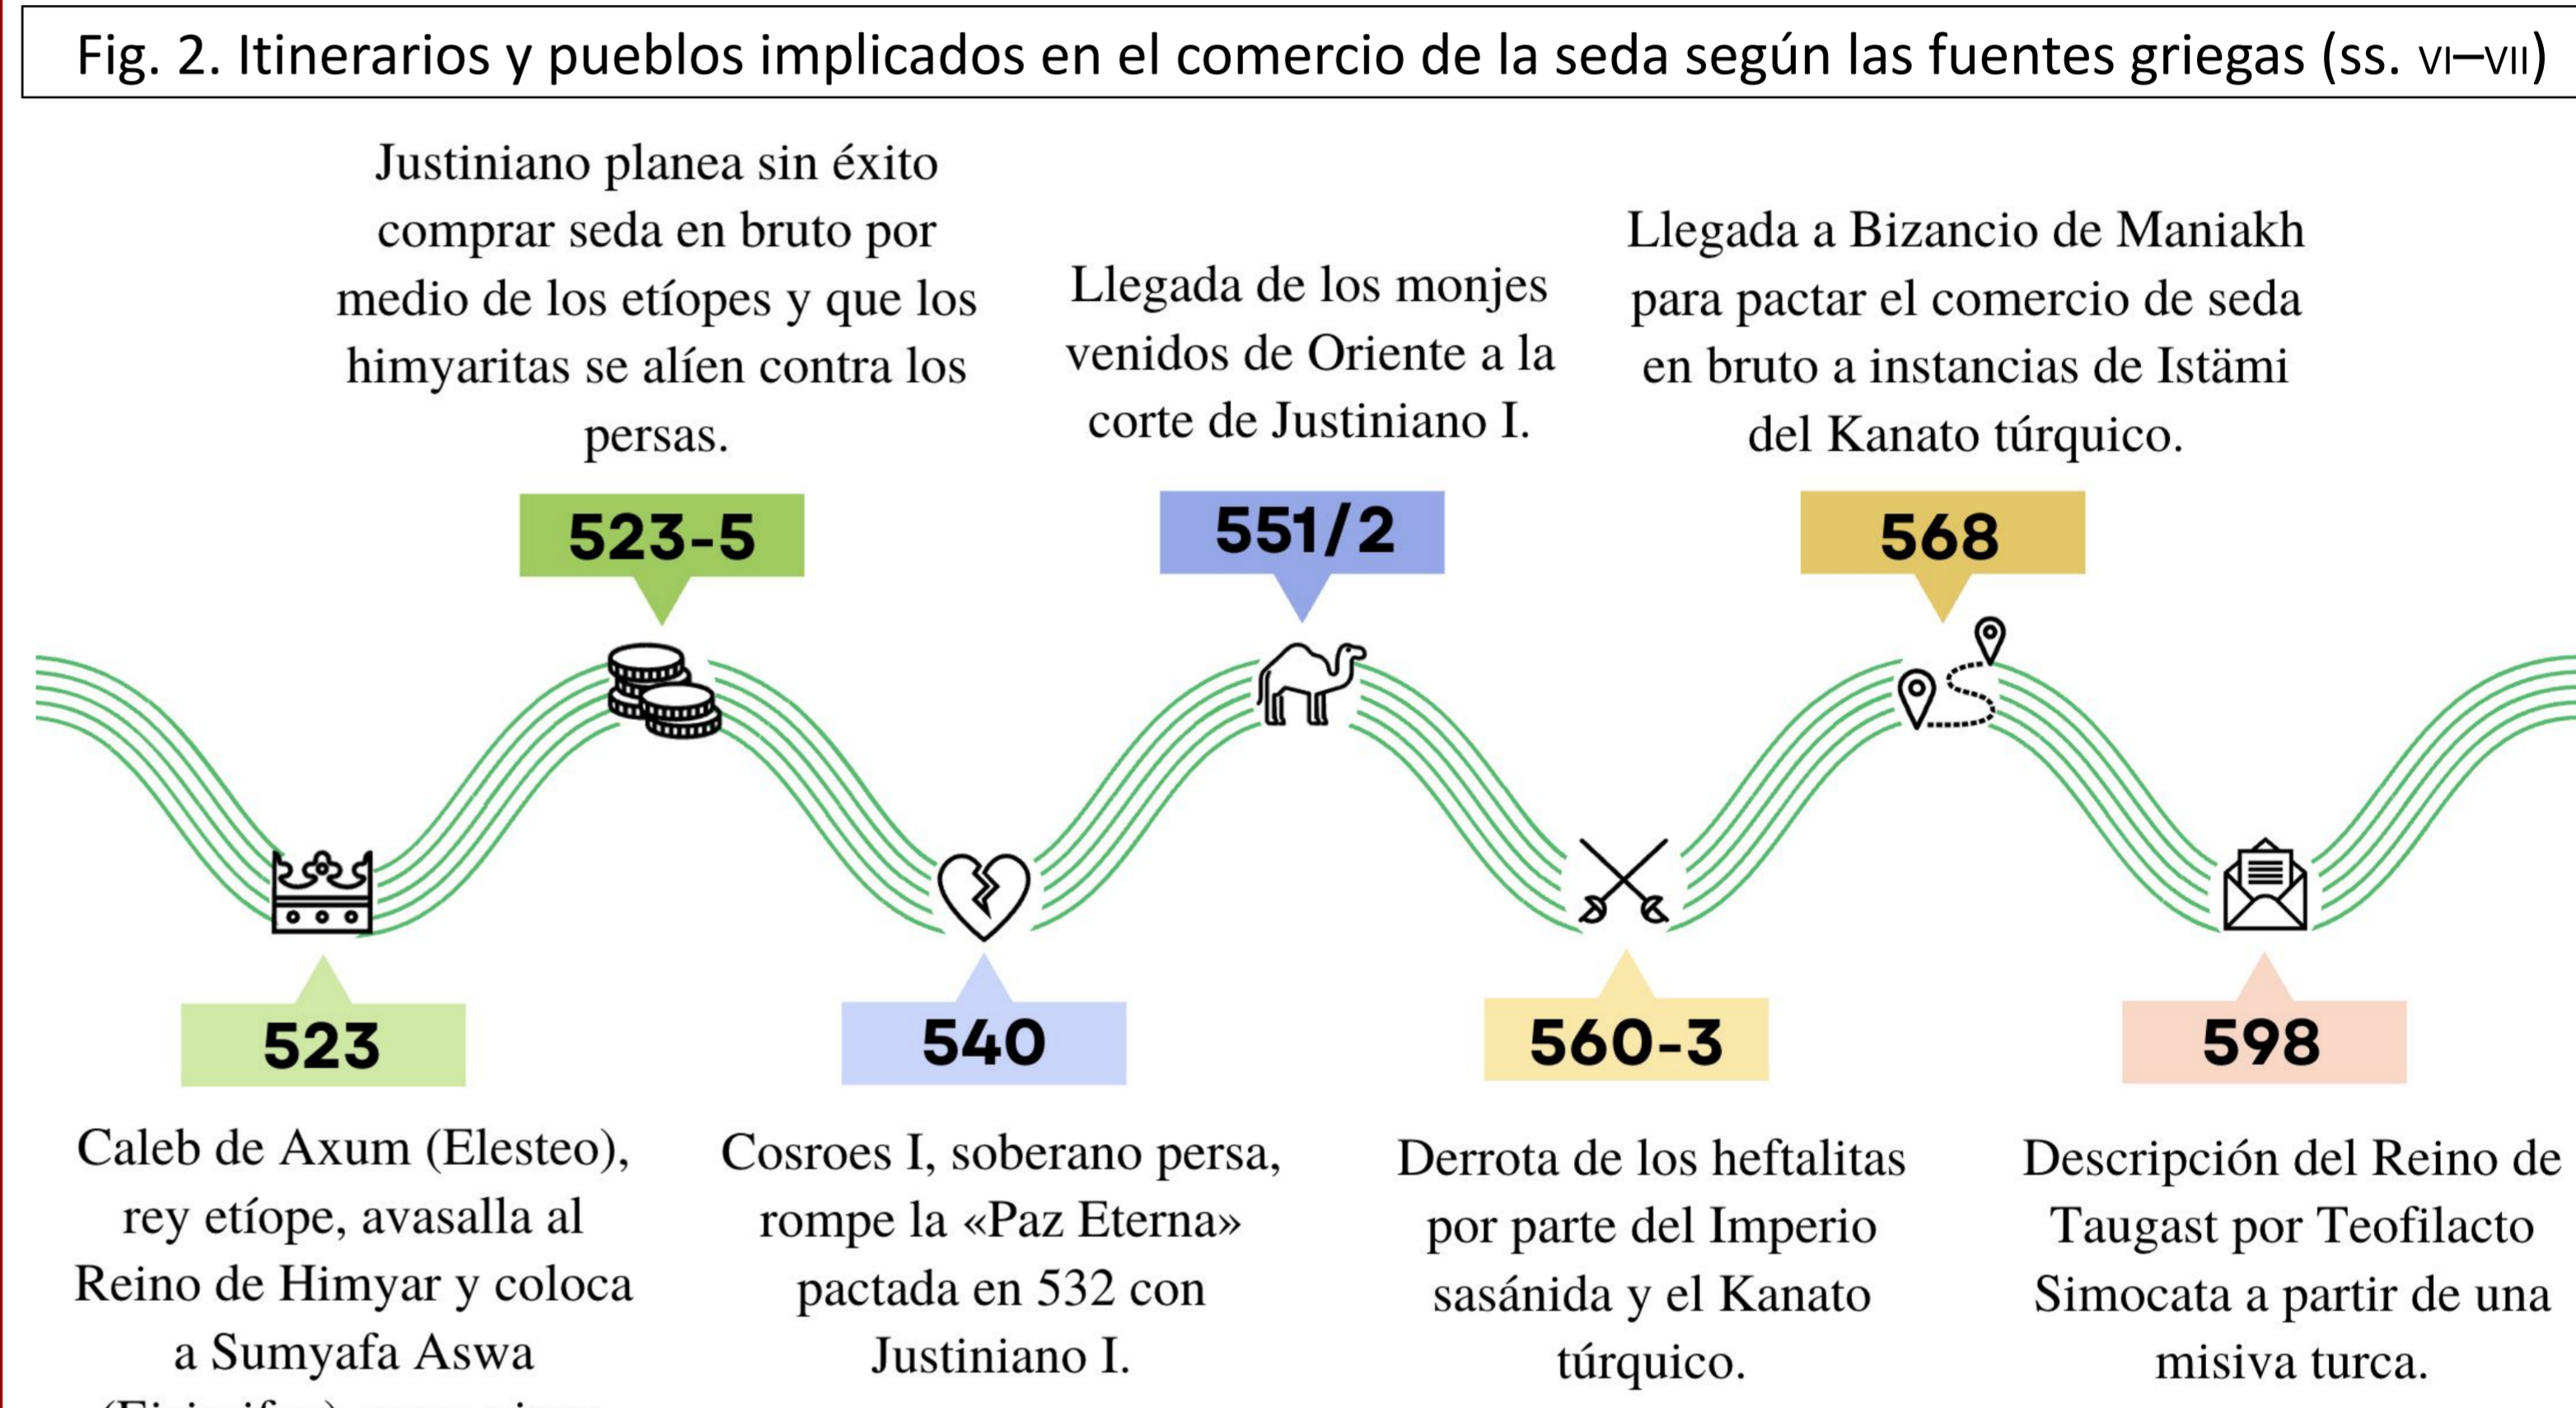 Fig. 2. Itinerarios y pueblos implicados en el comercio de la seda según las fuentes griegas (ss. VI–VII)
Justiniano planea sin éxito
comprar seda en bruto por
medio de los etíopes y que los
himyaritas se alíen contra los
persas.
523-5
Llegada de los monjes
venidos de Oriente a la
corte de Justiniano I.
551/2
Llegada a Bizancio de Maniakh
para pactar el comercio de seda
en bruto a instancias de Istämi
del Kanato túrquico.
568
523
Caleb de Axum (Elesteo),
rey etíope, avasalla al
Reino de Himyar y coloca
a Sumyafa Aswa
540
Cosroes I, soberano persa,
rompe la «Paz Eterna»
pactada en 532 con
Justiniano I.
560-3
Derrota de los heftalitas
por parte del Imperio
sasánida y el Kanato
túrquico.
598
Descripción del Reino de
Taugast por Teofilacto
Simocata a partir de una
misiva turca.